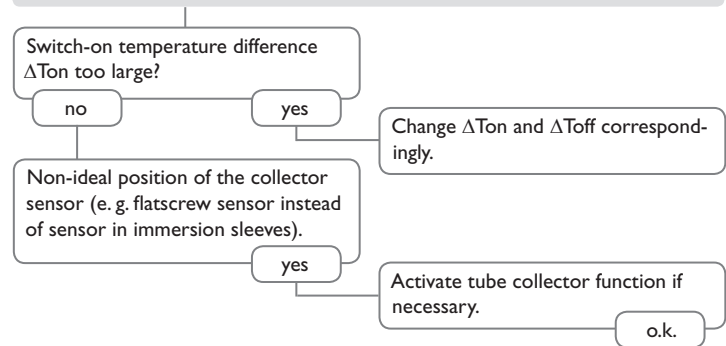 Switch-on temperature difference
ΔTon too large?
no
yes
Change ΔTon and ΔToff correspond-
ingly.
Non-ideal position of the collector
sensor (e. g. flatscrew sensor instead
of sensor in immersion sleeves).
yes
Activate tube collector function if
necessary.
o.k.